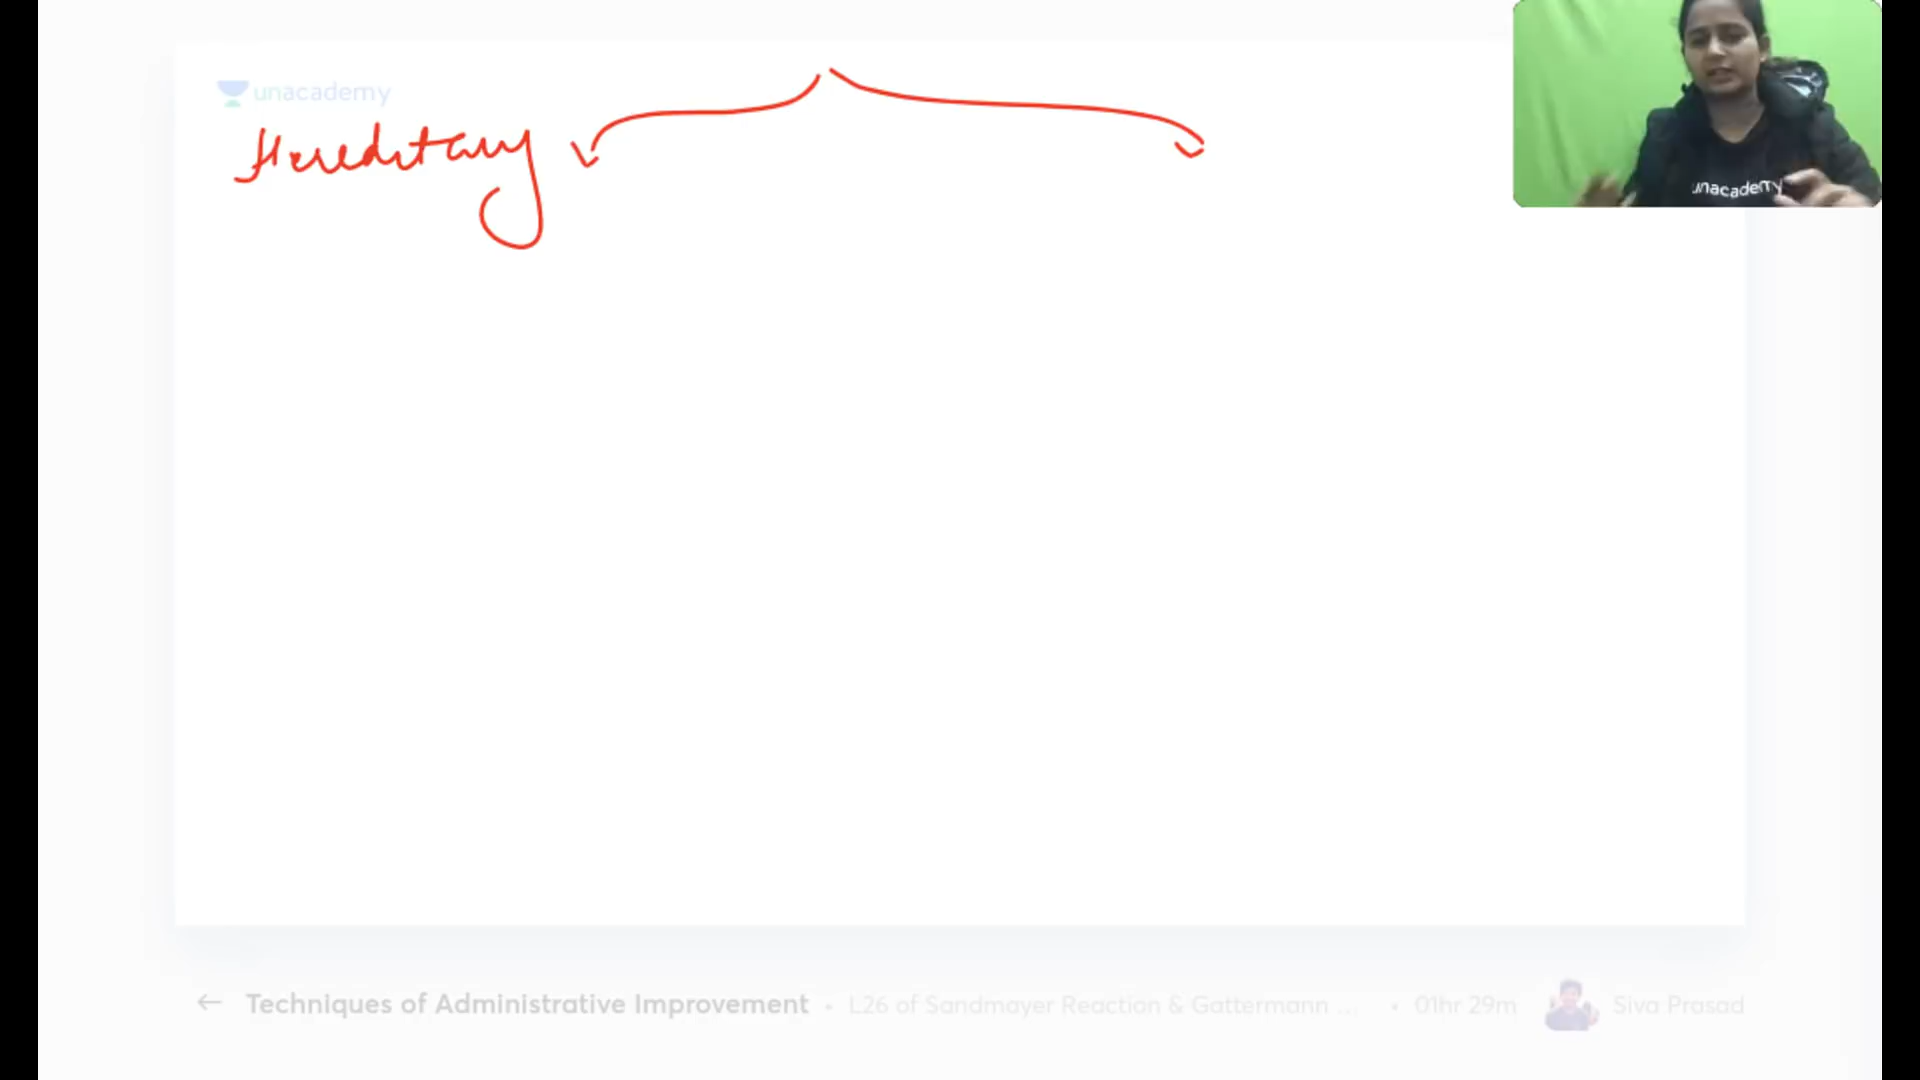 unacademy
Hereditary
unacademy
Techniques of Administrative Improvement • L26 of Sandmayer Reaction & Gattermann ... • 01hr 29m Siva Prasad